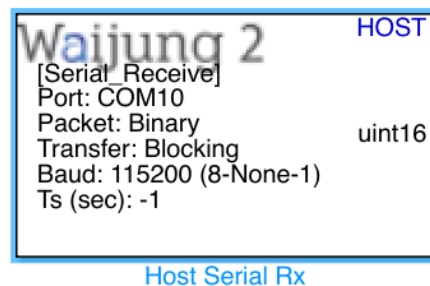 Waijung 2
HOST
[Serial_Receive]
Port: COM10
Packet: Binary
Transfer: Blocking
Baud: 115200 (8-None-1)
Ts (sec): -1
uint16
Host Serial Rx